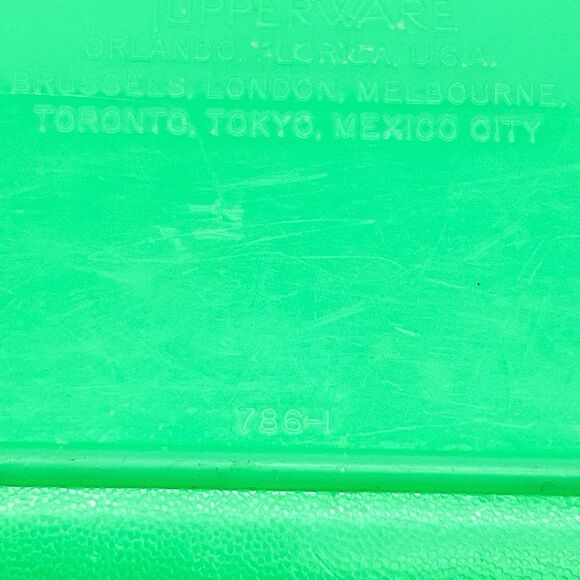 TUPPERWARE
ORLANDO, FLORIDA, U.S.A.
BRUSSELS, LONDON, MELBOURNE,
TORONTO, TOKYO, MEXICO CITY
786-1